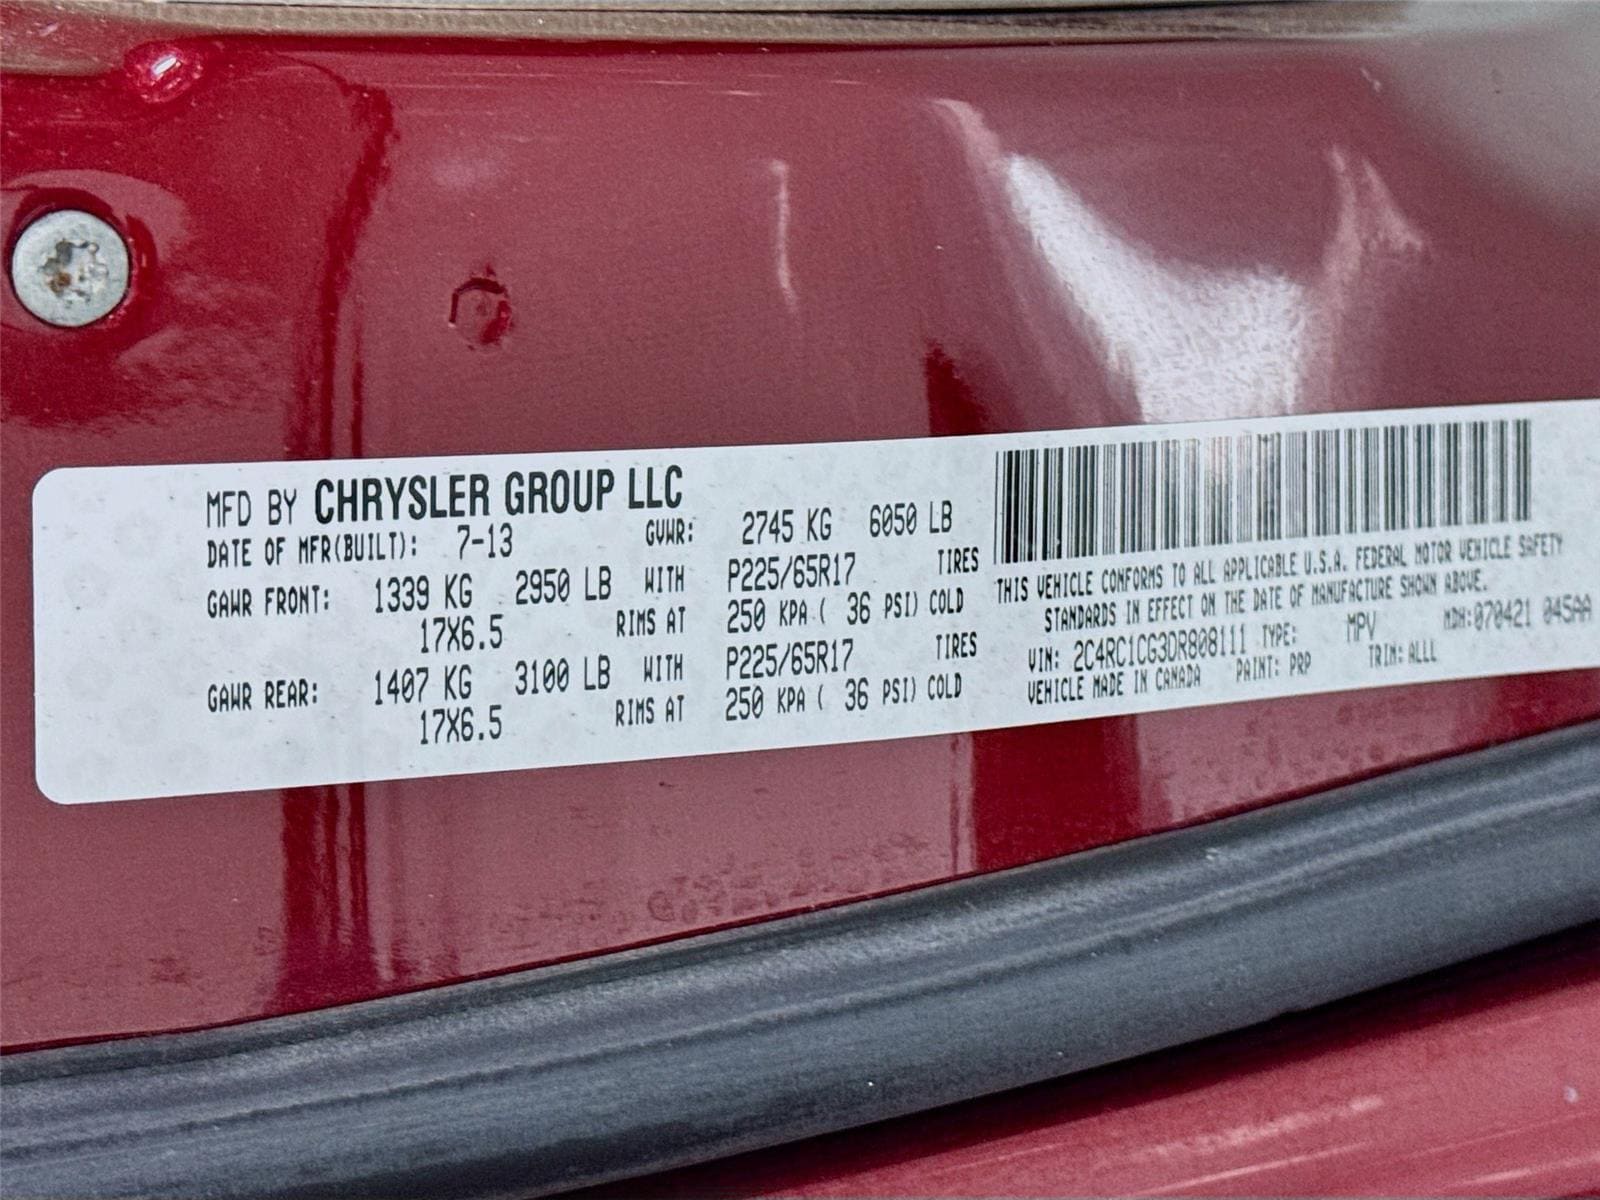 MFD BY CHRYSLER GROUP LLC
DATE OF MFR(BUILT): 7-13 GVWR: 2745 KG 6050 LB
GAWR FRONT: 1339 KG 2950 LB WITH P225/65R17 TIRES
17X6.5 RIMS AT 250 KPA ( 36 PSI) COLD
GAWR REAR: 1407 KG 3100 LB WITH P225/65R17 TIRES
17X6.5 RIMS AT 250 KPA ( 36 PSI) COLD
THIS VEHICLE CONFORMS TO ALL APPLICABLE U.S.A. FEDERAL MOTOR VEHICLE SAFETY
STANDARDS IN EFFECT ON THE DATE OF MANUFACTURE SHOWN ABOVE.
VIN: 2C4RC1CG3DR808111 TYPE: MPV MDH:070421 045AA
VEHICLE MADE IN CANADA PAINT: PRP TRIM: ALLL